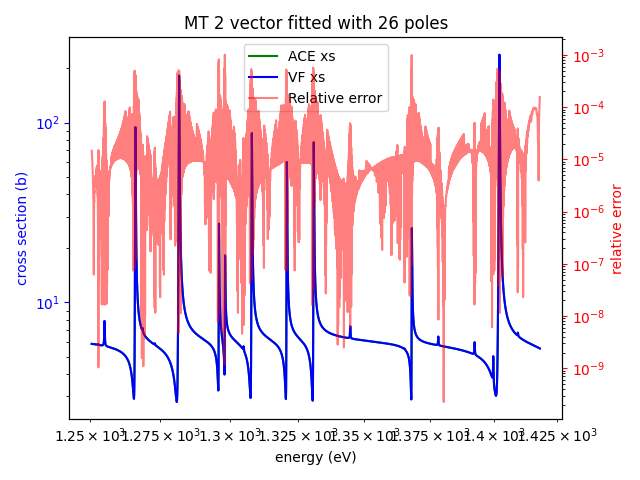 MT 2 vector fitted with 26 poles
ACE xs
VF xs
Relative error
cross section (b)
10²
10¹
relative error
10⁻³
10⁻⁴
10⁻⁵
10⁻⁶
10⁻⁷
10⁻⁸
10⁻⁹
1.25 × 10³ 1.275 × 10³ 1.3 × 10³ 1.325 × 10³ 1.35 × 10³ 1.375 × 10³ 1.4 × 10³ 1.425 × 10³
energy (eV)